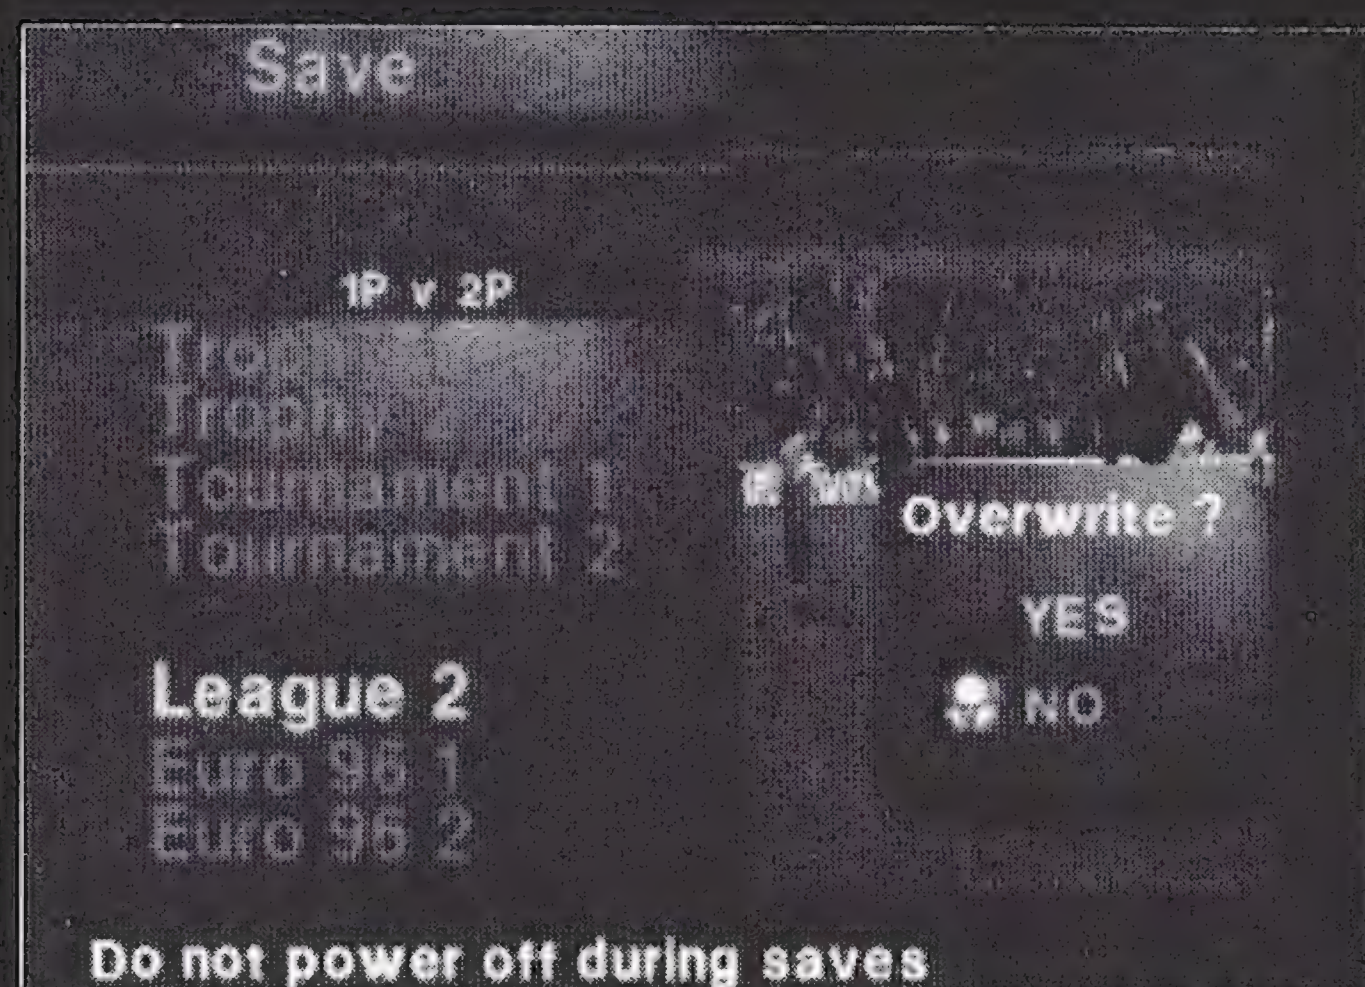 Save
1P v 2P
Tro
Trophy
Tournament 1
Tournament 2
League 2
Euro 96 1
Euro 96 2
Overwrite ?
YES
NO
Do not power off during saves